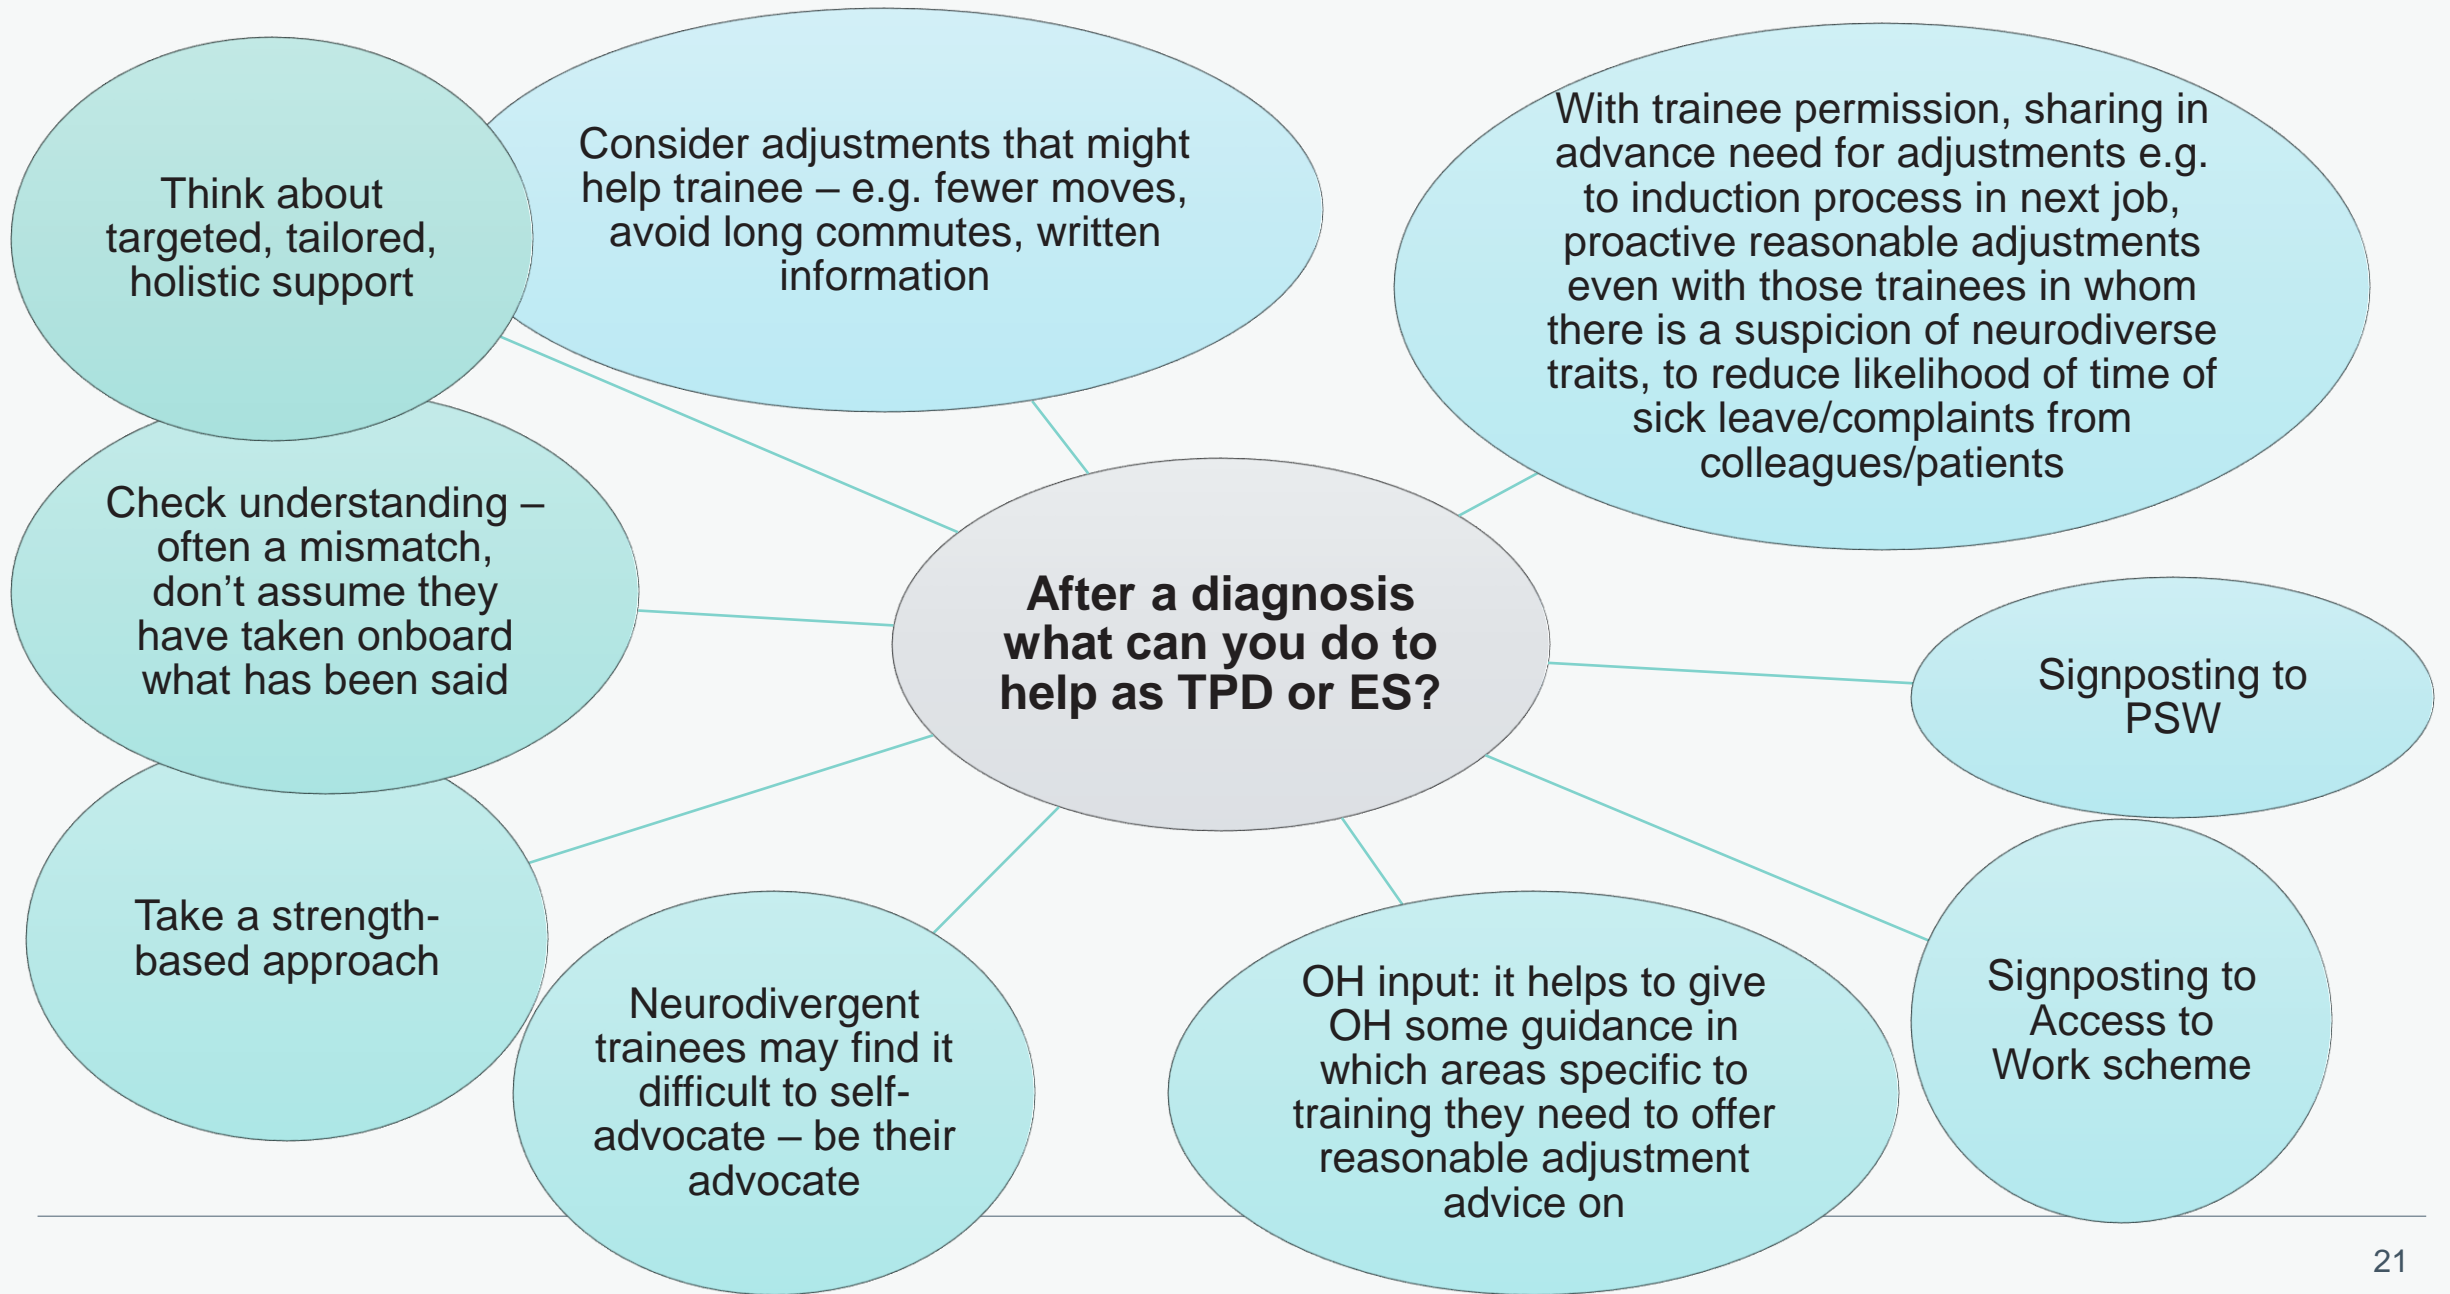 Think about
targeted, tailored,
holistic support
Consider adjustments that might
help trainee – e.g. fewer moves,
avoid long commutes, written
information
With trainee permission, sharing in
advance need for adjustments e.g.
to induction process in next job,
proactive reasonable adjustments
even with those trainees in whom
there is a suspicion of neurodiverse
traits, to reduce likelihood of time of
sick leave/complaints from
colleagues/patients
Check understanding –
often a mismatch,
don’t assume they
have taken onboard
what has been said
After a diagnosis
what can you do to
help as TPD or ES?
Signposting to
PSW
Take a strength-
based approach
Neurodivergent
trainees may find it
difficult to self-
advocate – be their
advocate
OH input: it helps to give
OH some guidance in
which areas specific to
training they need to offer
reasonable adjustment
advice on
Signposting to
Access to
Work scheme
21